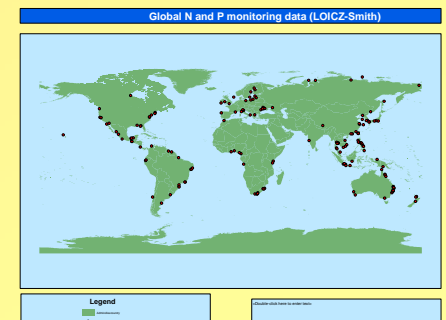 Global N and P monitoring data (LOICZ-Smith)
Legend
<Double-click here to enter text>